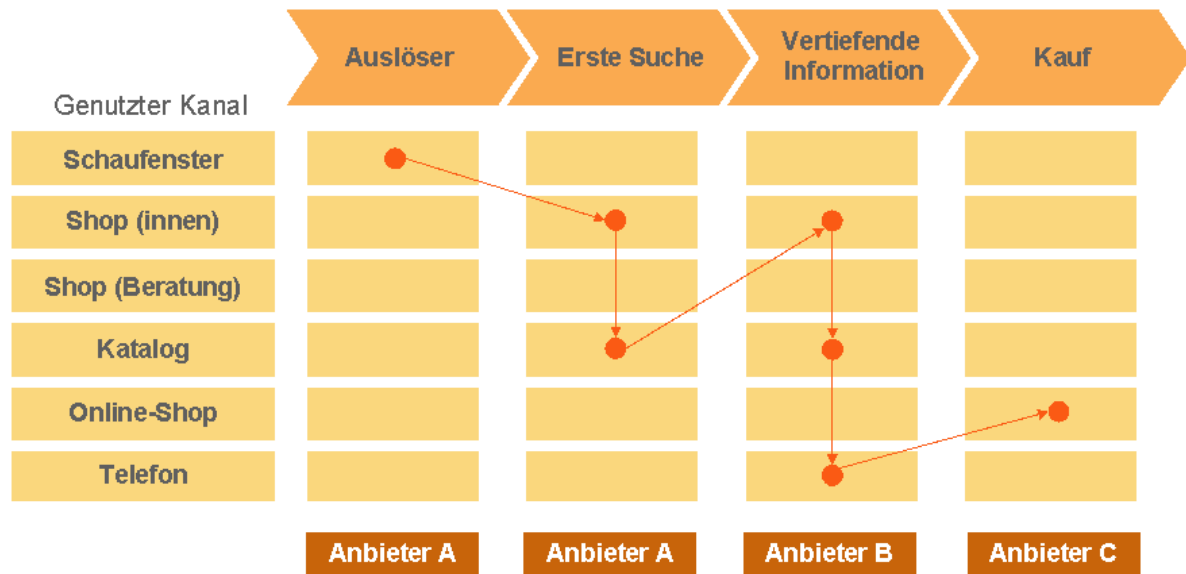 Auslöser
Erste Suche
Vertiefende
Information
Kauf
Genutzter Kanal
Schaufenster
Shop (innen)
Shop (Beratung)
Katalog
Online-Shop
Telefon
Anbieter A
Anbieter A
Anbieter B
Anbieter C